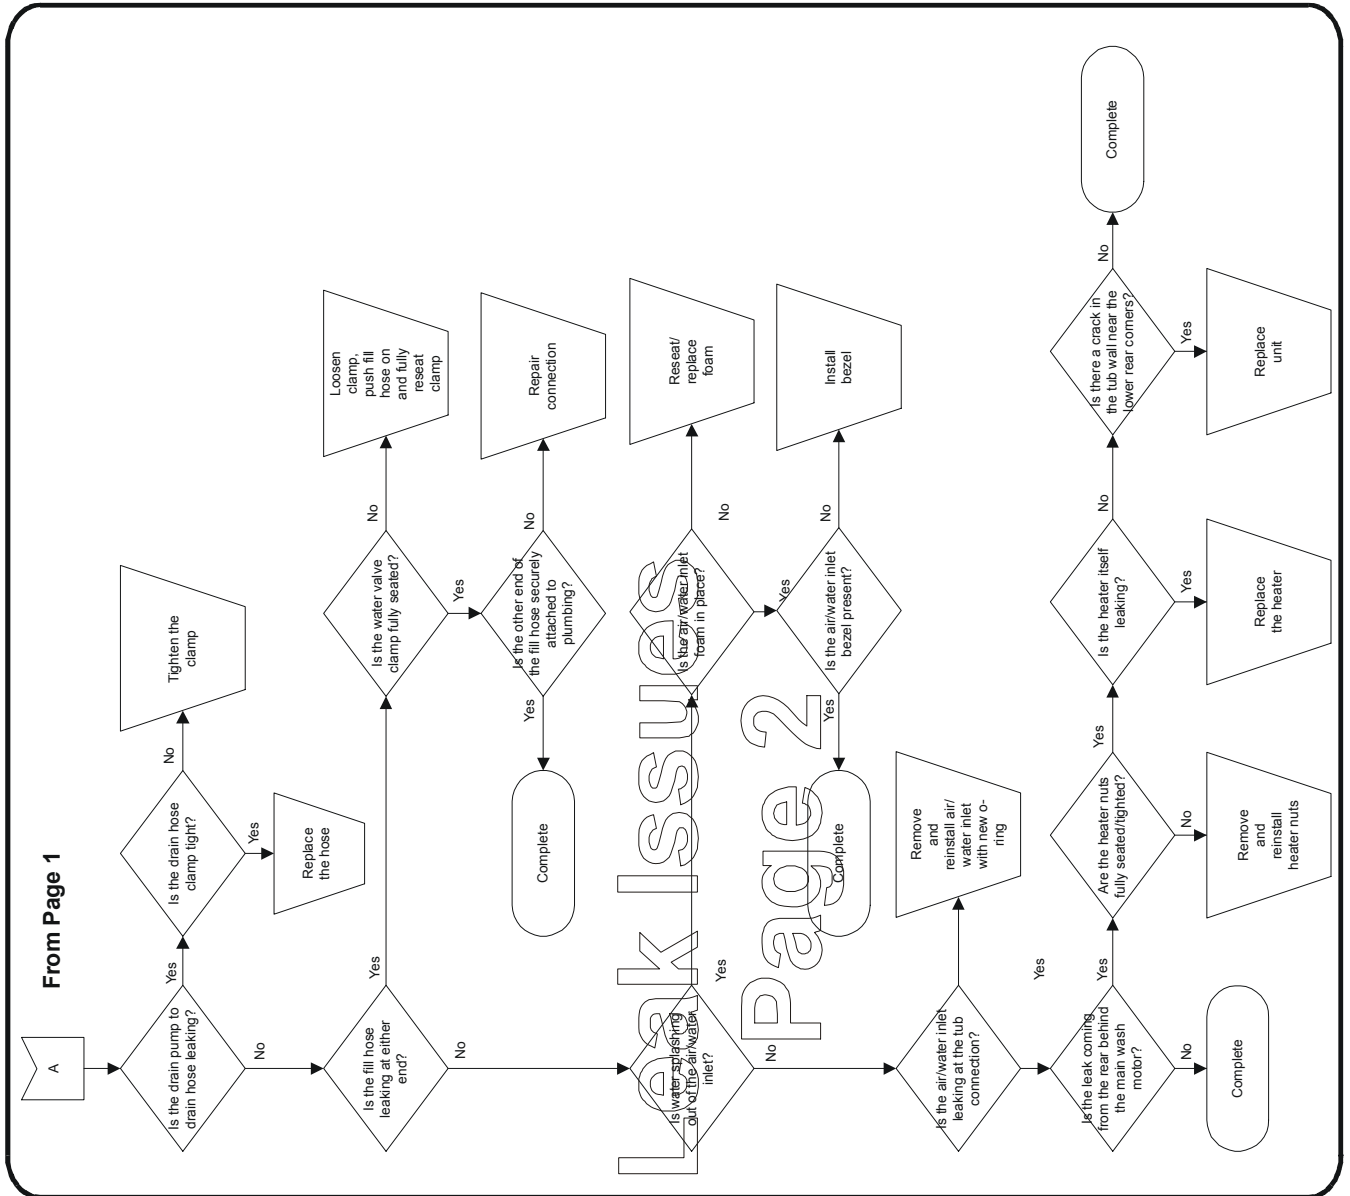 Leak Issues
Page 2
From Page 1
A
Is the drain pump to
drain hose leaking?
Yes
Is the drain hose
clamp tight?
No
Tighten the
clamp
Yes
Replace
the hose
No
Is the fill hose
leaking at either
end?
Yes
Is the water valve
clamp fully seated?
No
Loosen
clamp,
push fill
hose on
and fully
reseat
clamp
Yes
Is the other end of
the fill hose securely
attached to
plumbing?
No
Repair
connection
Yes
Complete
No
Is water splashing
out of the air/water
inlet?
Yes
Is the air/water inlet
foam in place?
No
Reseat/
replace
foam
Yes
Is the air/water inlet
bezel present?
No
Install
bezel
Yes
Complete
No
Is the air/water inlet
leaking at the tub
connection?
Yes
Remove
and
reinstall air/
water inlet
with new o-
ring
Is the leak coming
from the rear behind
the main wash
motor?
Yes
Are the heater nuts
fully seated/tighted?
Yes
Is the heater itself
leaking?
No
Is there a crack in
the tub wall near the
lower rear corners?
No
Complete
No
Complete
No
Remove
and
reinstall
heater nuts
Yes
Replace
the heater
Yes
Replace
unit